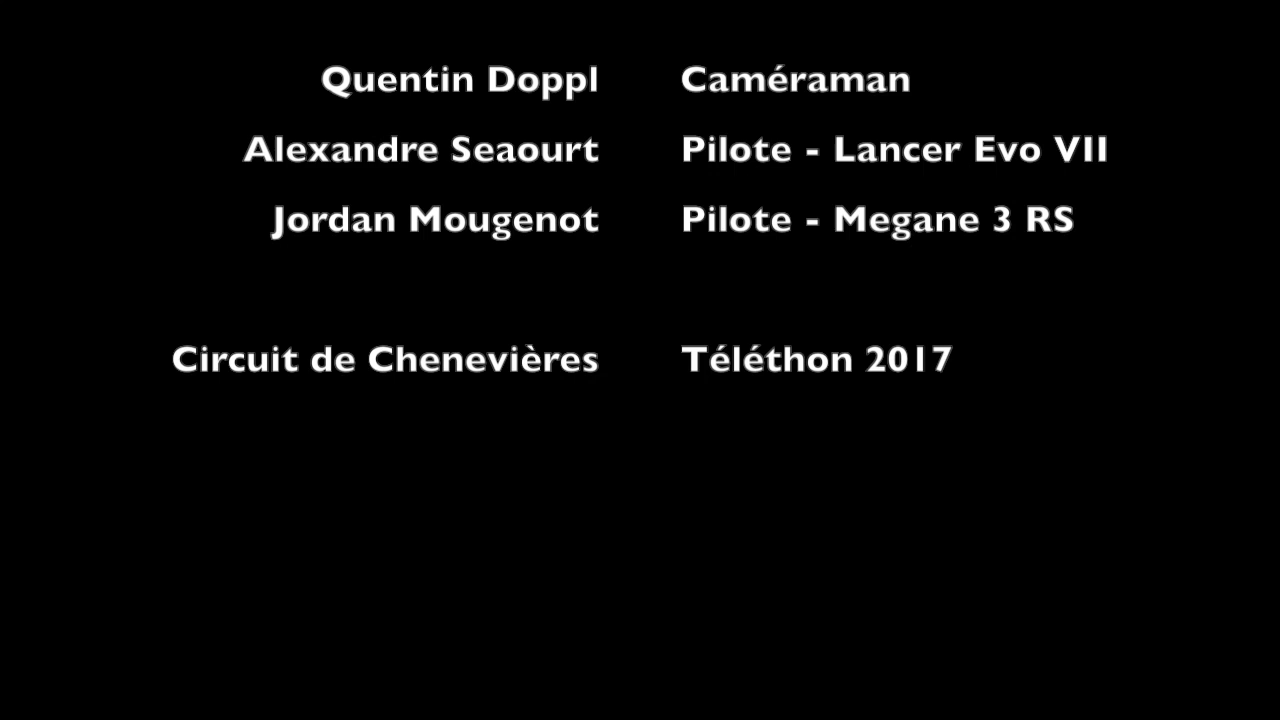 Quentin Doppl Caméraman
Alexandre Seaourt Pilote - Lancer Evo VII
Jordan Mougenot Pilote - Megane 3 RS
Circuit de Chenevières Téléthon 2017